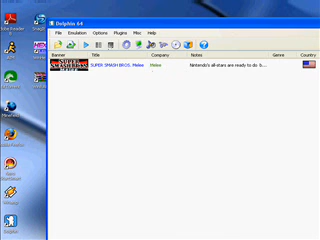 Dolphin 64
File Emulation Options Plugins Misc Help
Banner Title Company Notes Genre Country
SUPER SMASH BROS. Melee Melee Nintendo's all-stars are ready to do b...
Dolphin